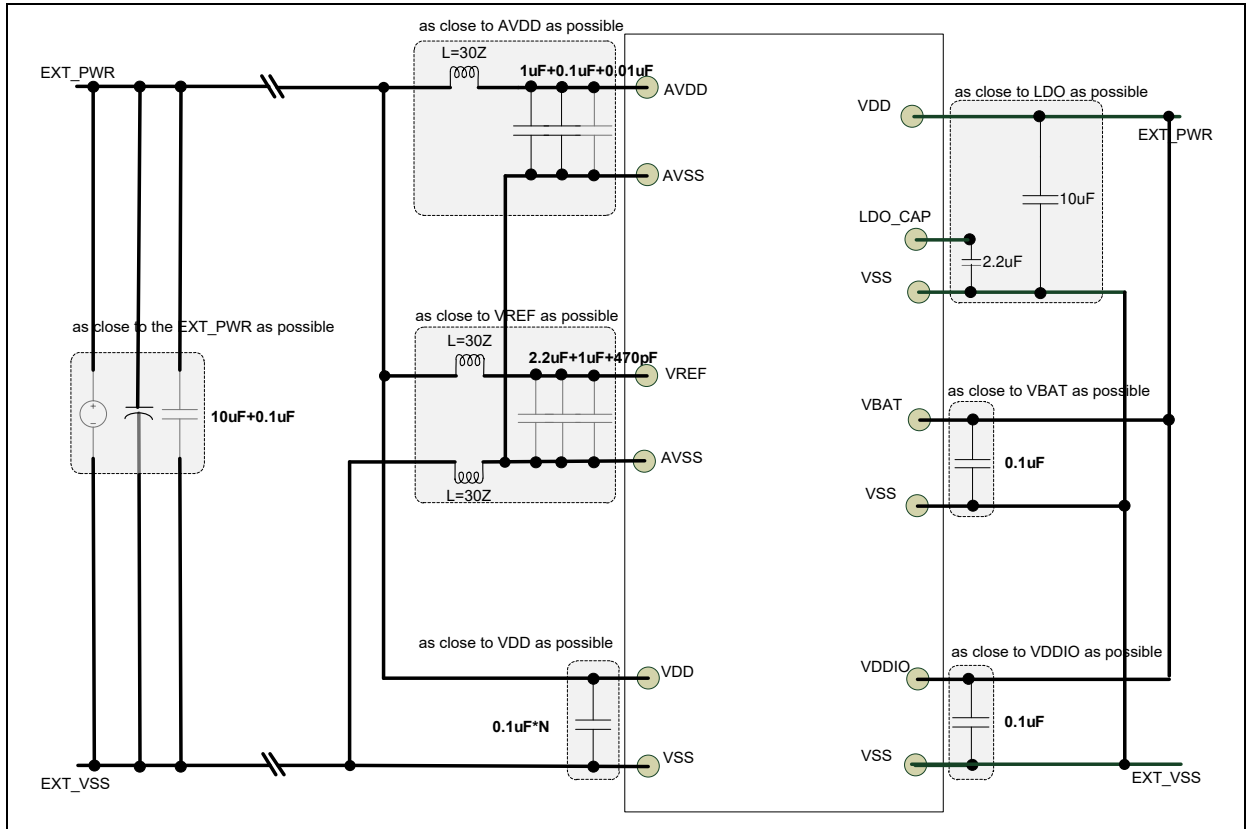 as close to AVDD as possible
L=30Z
EXT_PWR
1uF+0.1uF+0.01uF
AVDD
AVSS
VDD
as close to LDO as possible
EXT_PWR
10uF
LDO_CAP
2.2uF
VSS
as close to the EXT_PWR as possible
10uF+0.1uF
as close to VREF as possible
L=30Z
2.2uF+1uF+470pF
VREF
AVSS
L=30Z
VBAT
as close to VBAT as possible
0.1uF
VSS
as close to VDD as possible
VDD
0.1uF*N
VSS
VDDIO
as close to VDDIO as possible
0.1uF
VSS
EXT_VSS
EXT_VSS